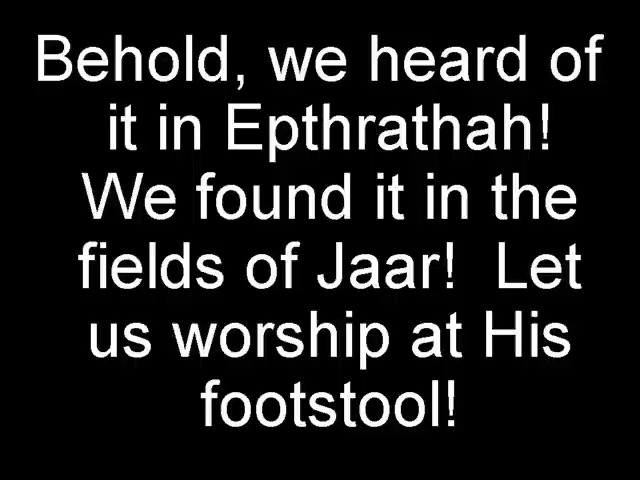 Behold, we heard of
it in Epthrathah!
We found it in the
fields of Jaar!  Let
us worship at His
footstool!